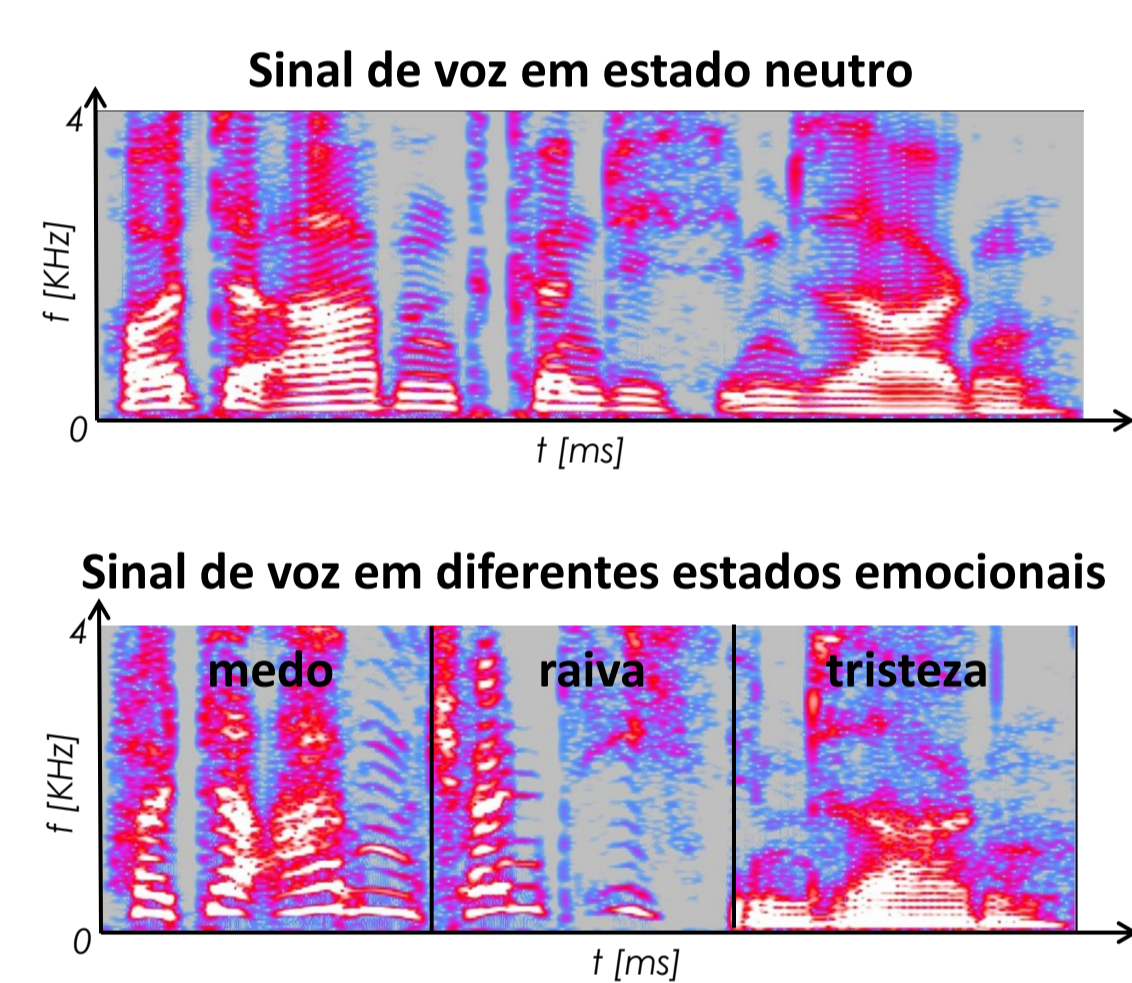 Sinal de voz em estado neutro
4
f [KHz]
0
t [ms]
Sinal de voz em diferentes estados emocionais
4
medo raiva tristeza
f [KHz]
0
t [ms]